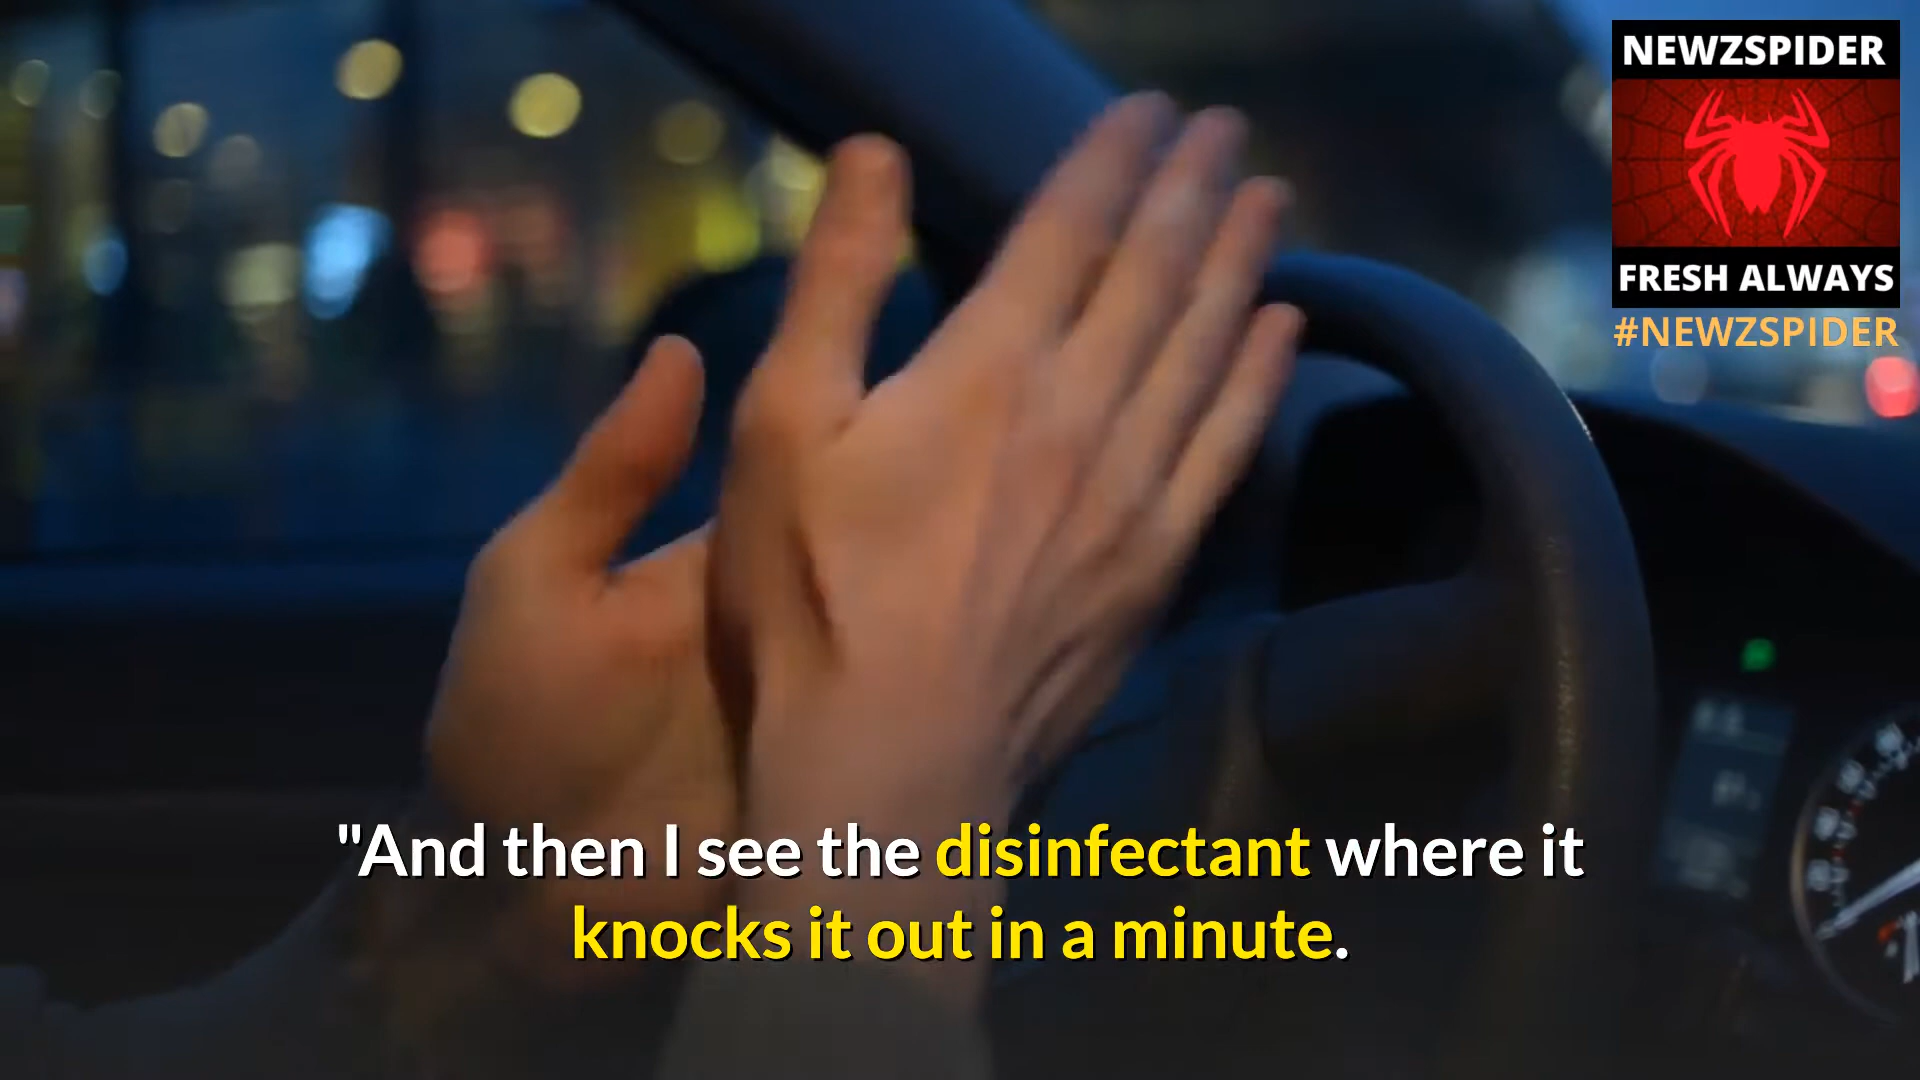 NEWZSPIDER
FRESH ALWAYS
#NEWZSPIDER
"And then I see the disinfectant where it
knocks it out in a minute.